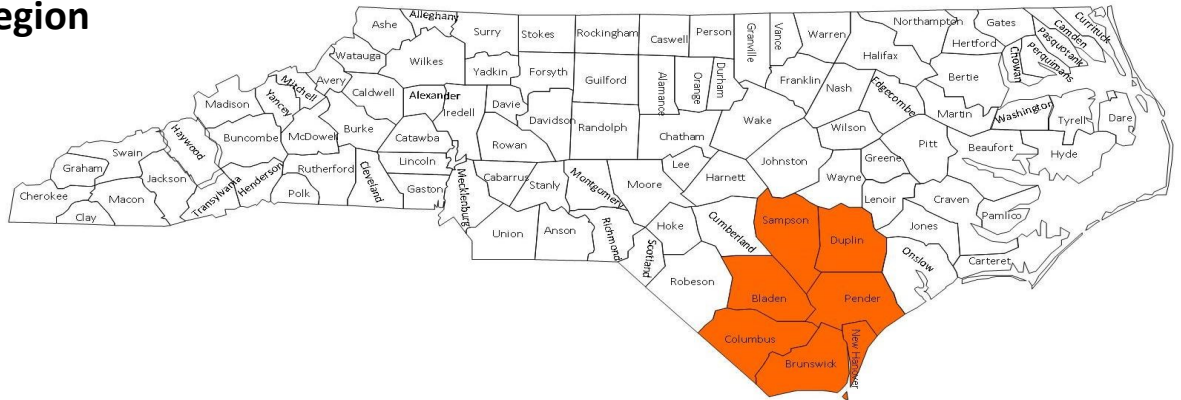 egion
Ashe
Alleghany
Surry
Stokes
Rockingham
Caswell
Person
Granville
Vance
Warren
Northampton
Gates
Currituck
Camden
Pasquotank
Perquimans
Chowan
Hertford
Halifax
Watauga
Wilkes
Yadkin
Forsyth
Guilford
Alamance
Orange
Durham
Franklin
Nash
Edgecombe
Bertie
Mitchell
Avery
Caldwell
Alexander
Iredell
Davie
Davidson
Randolph
Chatham
Wake
Wilson
Martin
Washington
Tyrell
Dare
Madison
Yancey
Buncombe
McDowell
Burke
Catawba
Rowan
Lee
Johnston
Greene
Pitt
Beaufort
Hyde
Haywood
Swain
Graham
Jackson
Cherokee
Macon
Clay
Transylvania
Henderson
Rutherford
Polk
Cleveland
Lincoln
Gaston
Mecklenburg
Cabarrus
Stanly
Montgomery
Moore
Harnett
Wayne
Lenoir
Craven
Pamlico
Jones
Union
Anson
Richmond
Scotland
Hoke
Cumberland
Sampson
Duplin
Onslow
Carteret
Robeson
Bladen
Pender
Columbus
Brunswick
New Hanover